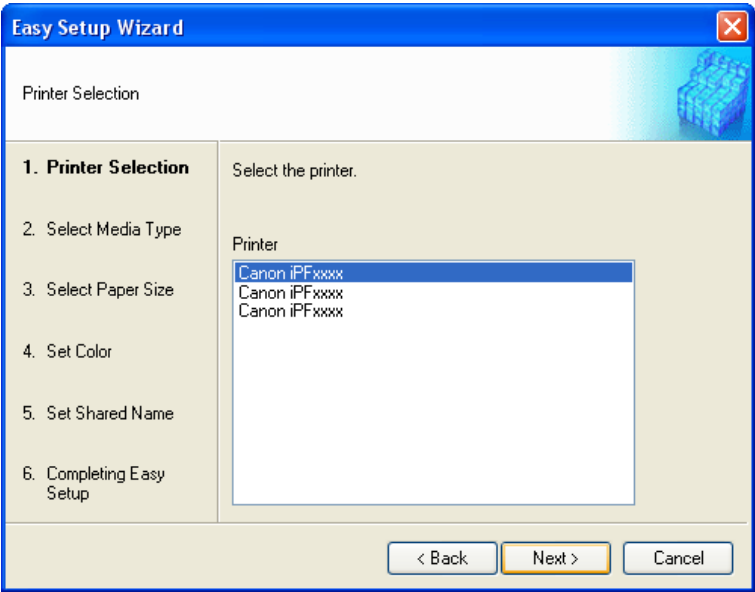 Easy Setup Wizard
Printer Selection
1. Printer Selection
2. Select Media Type
3. Select Paper Size
4. Set Color
5. Set Shared Name
6. Completing Easy
Setup
Select the printer.
Printer
Canon iPFxxxx
Canon iPFxxxx
Canon iPFxxxx
< Back
Next >
Cancel